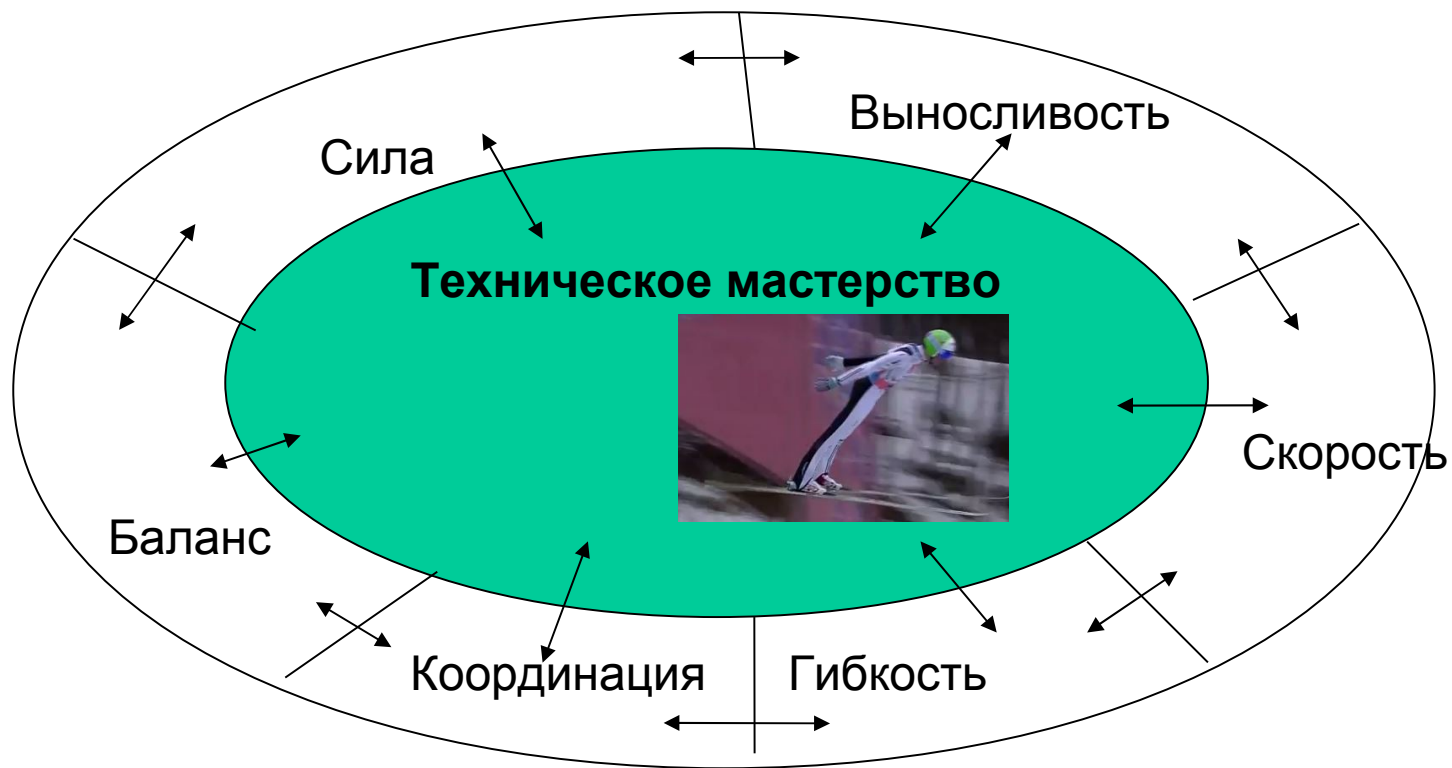 Выносливость
Сила
Техническое мастерство
Скорость
Баланс
Координация
Гибкость